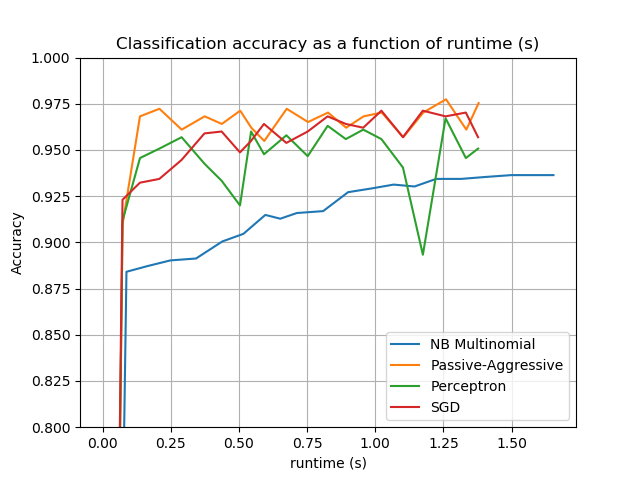 Classification accuracy as a function of runtime (s)
1.000
0.975
0.950
0.925
0.900
0.875
0.850
0.825
0.800
Accuracy
NB Multinomial
Passive-Aggressive
Perceptron
SGD
0.00 0.25 0.50 0.75 1.00 1.25 1.50
runtime (s)